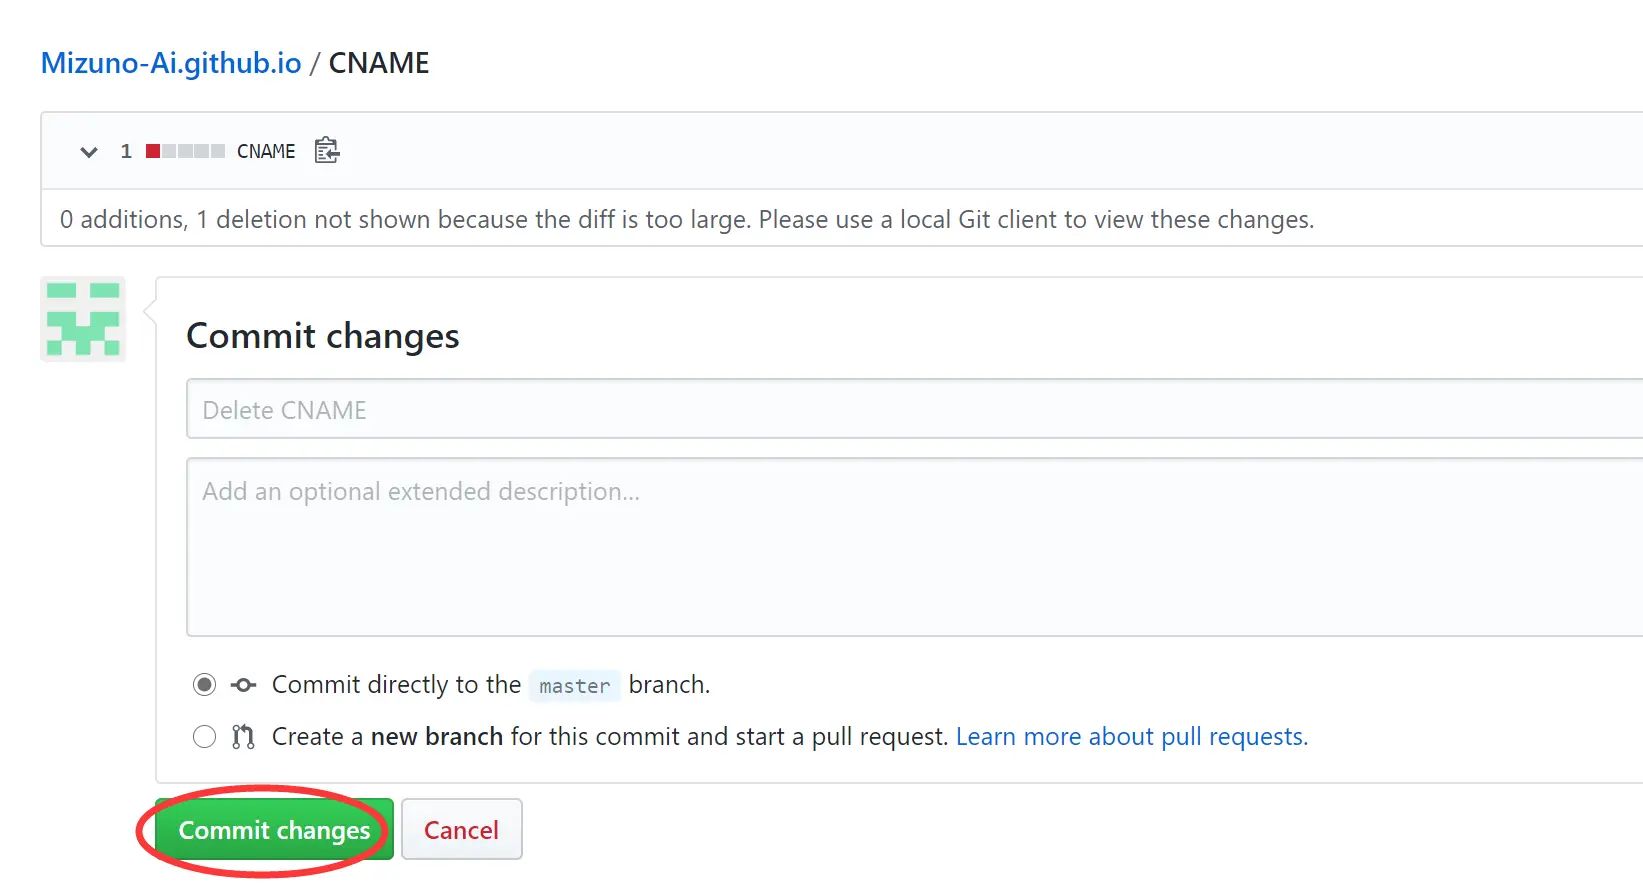 Mizuno-Ai.github.io / CNAME
1 CNAME
0 additions, 1 deletion not shown because the diff is too large. Please use a local Git client to view these changes.
Commit changes
Delete CNAME
Add an optional extended description...
Commit directly to the master branch.
Create a new branch for this commit and start a pull request. Learn more about pull requests.
Commit changes Cancel